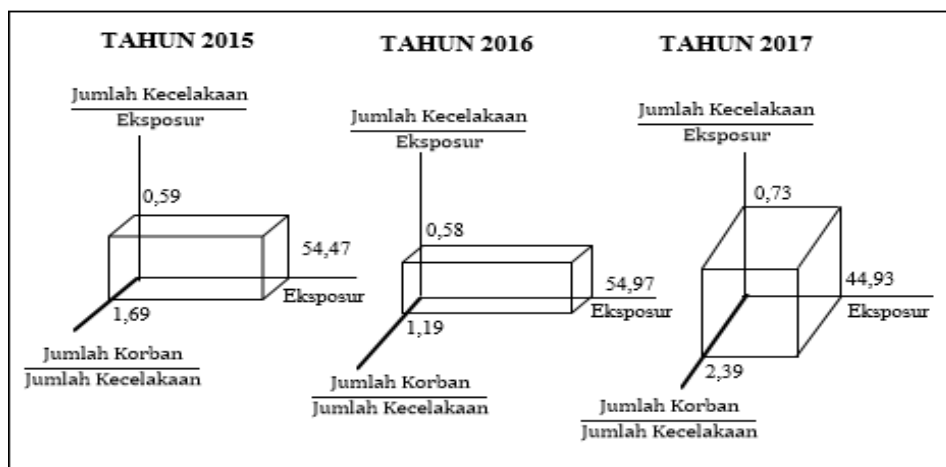 TAHUN 2015
Jumlah Kecelakaan
Eksposur
0,59
54,47
Eksposur
1,69
Jumlah Korban
Jumlah Kecelakaan
TAHUN 2016
Jumlah Kecelakaan
Eksposur
0,58
54,97
Eksposur
1,19
Jumlah Korban
Jumlah Kecelakaan
TAHUN 2017
Jumlah Kecelakaan
Eksposur
0,73
44,93
Eksposur
2,39
Jumlah Korban
Jumlah Kecelakaan